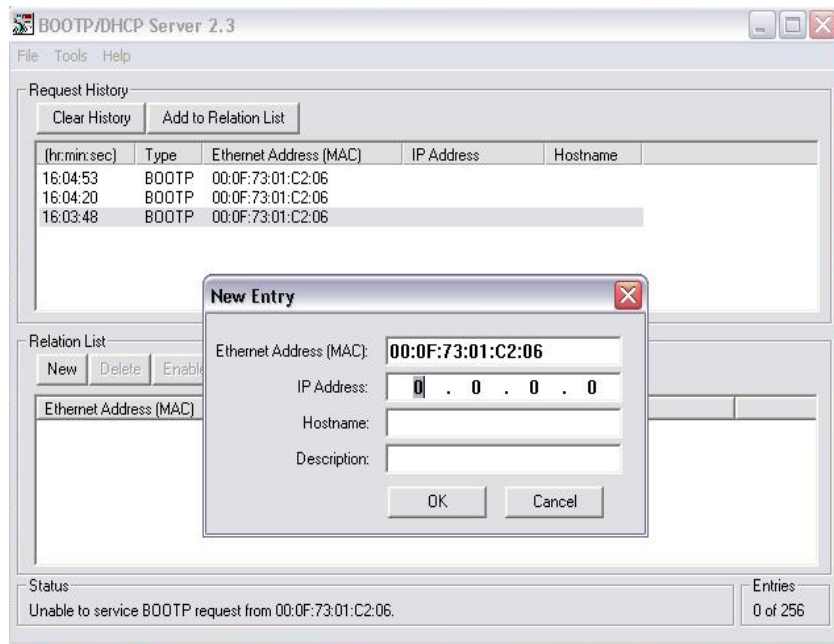 BOOTP/DHCP Server 2.3
File Tools Help
Request History
Clear History Add to Relation List
(hr:min:sec) Type Ethernet Address (MAC) IP Address Hostname
16:04:53 BOOTP 00:0F:73:01:C2:06
16:04:20 BOOTP 00:0F:73:01:C2:06
16:03:48 BOOTP 00:0F:73:01:C2:06
New Entry
Ethernet Address (MAC): 00:0F:73:01:C2:06
IP Address: 0 . 0 . 0 . 0
Hostname:
Description:
OK Cancel
Relation List
New Delete Enable
Ethernet Address (MAC)
Status
Unable to service BOOTP request from 00:0F:73:01:C2:06.
Entries
0 of 256